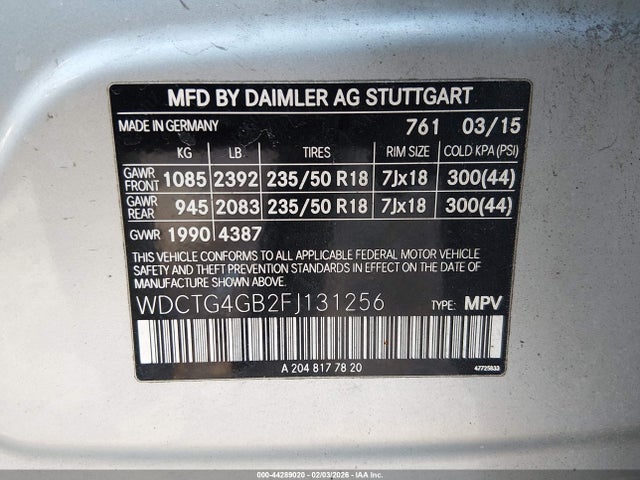 MFD BY DAIMLER AG STUTTGART
MADE IN GERMANY 761 03/15
KG LB TIRES RIM SIZE COLD KPA (PSI)
GAWR FRONT 1085 2392 235/50 R18 7Jx18 300(44)
GAWR REAR 945 2083 235/50 R18 7Jx18 300(44)
GVWR 1990 4387
THIS VEHICLE CONFORMS TO ALL APPLICABLE FEDERAL MOTOR VEHICLE
SAFETY, BUMPER, AND THEFT PREVENTION STANDARDS IN EFFECT ON THE DATE OF
MANUFACTURE SHOWN ABOVE.
WDCTG4GB2FJ131256 TYPE: MPV
A 204 817 78 20 47725833
000-44289020 - 02/03/2026 - COPYRIGHT IAA